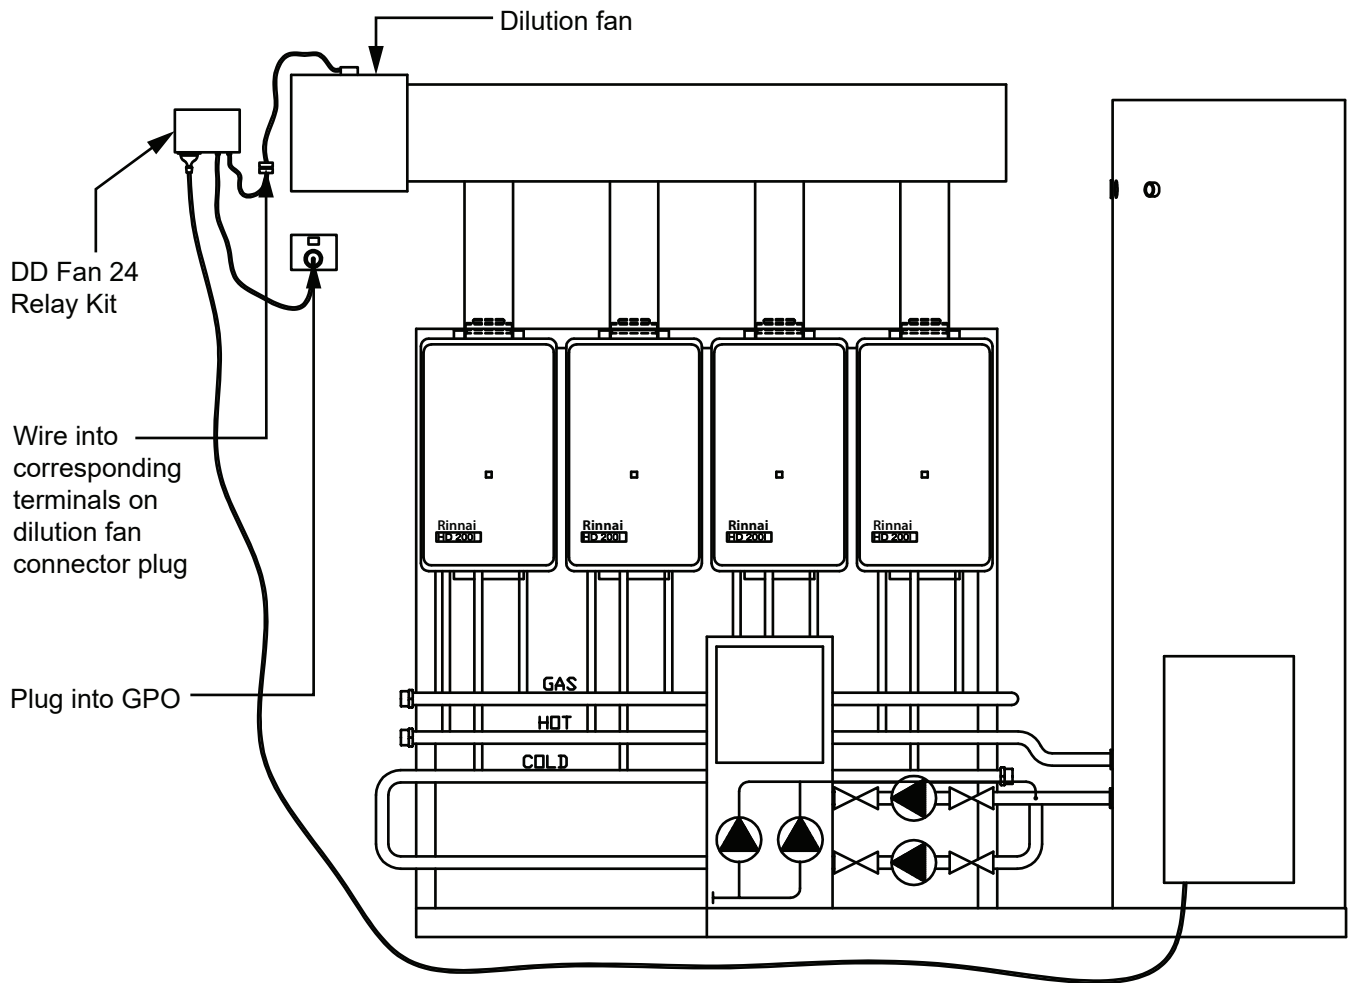 Dilution fan
DD Fan 24
Relay Kit
Wire into
corresponding
terminals on
dilution fan
connector plug
Plug into GPO
Rinnai
HD 200
Rinnai
HD 200
Rinnai
HD 200
Rinnai
HD 200
GAS
HOT
COLD